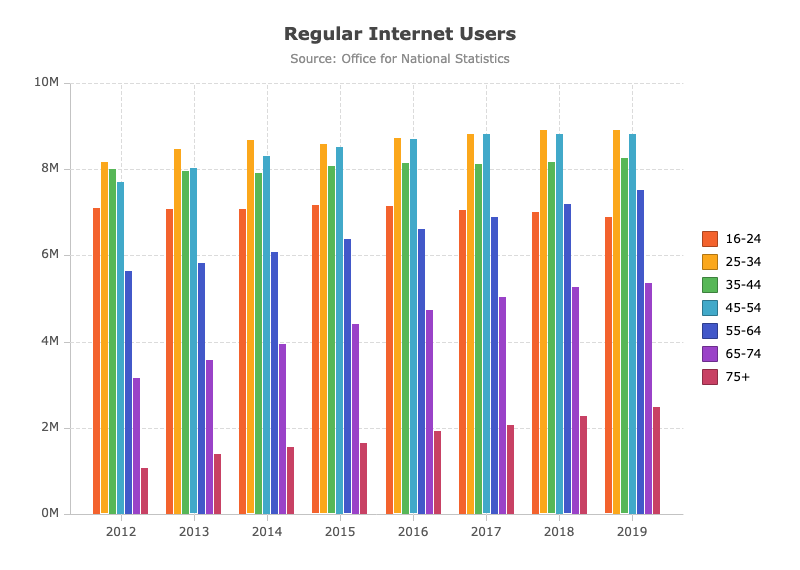 Regular Internet Users
Source: Office for National Statistics
10M
8M
6M
4M
2M
0M
2012 2013 2014 2015 2016 2017 2018 2019
16-24
25-34
35-44
45-54
55-64
65-74
75+